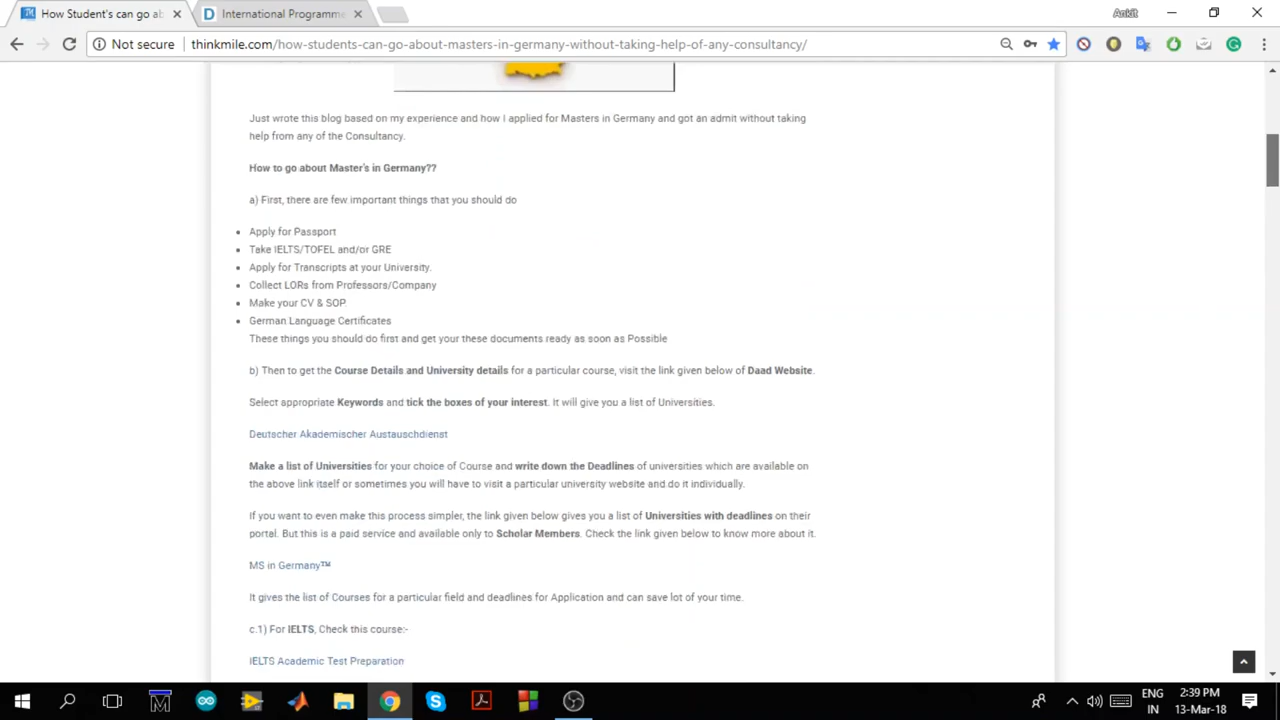 How Student's can go ab
International Programme
Ankit
Not secure
thinkmile.com/how-students-can-go-about-masters-in-germany-without-taking-help-of-any-consultancy/
Just wrote this blog based on my experience and how I applied for Masters in Germany and got an admit without taking
help from any of the Consultancy.
How to go about Master's in Germany??
a) First, there are few important things that you should do
Apply for Passport
Take IELTS/TOFEL and/or GRE
Apply for Transcripts at your University.
Collect LORs from Professors/Company
Make your CV & SOP.
German Language Certificates
These things you should do first and get your these documents ready as soon as Possible
b) Then to get the Course Details and University details for a particular course, visit the link given below of Daad Website.
Select appropriate Keywords and tick the boxes of your interest. It will give you a list of Universities.
Deutscher Akademischer Austauschdienst
Make a list of Universities for your choice of Course and write down the Deadlines of universities which are available on
the above link itself or sometimes you will have to visit a particular university website and do it individually.
If you want to even make this process simpler, the link given below gives you a list of Universities with deadlines on their
portal. But this is a paid service and available only to Scholar Members. Check the link given below to know more about it.
MS in Germany™
It gives the list of Courses for a particular field and deadlines for Application and can save lot of your time.
c.1) For IELTS, Check this course:-
IELTS Academic Test Preparation
ENG
IN
2:39 PM
13-Mar-18